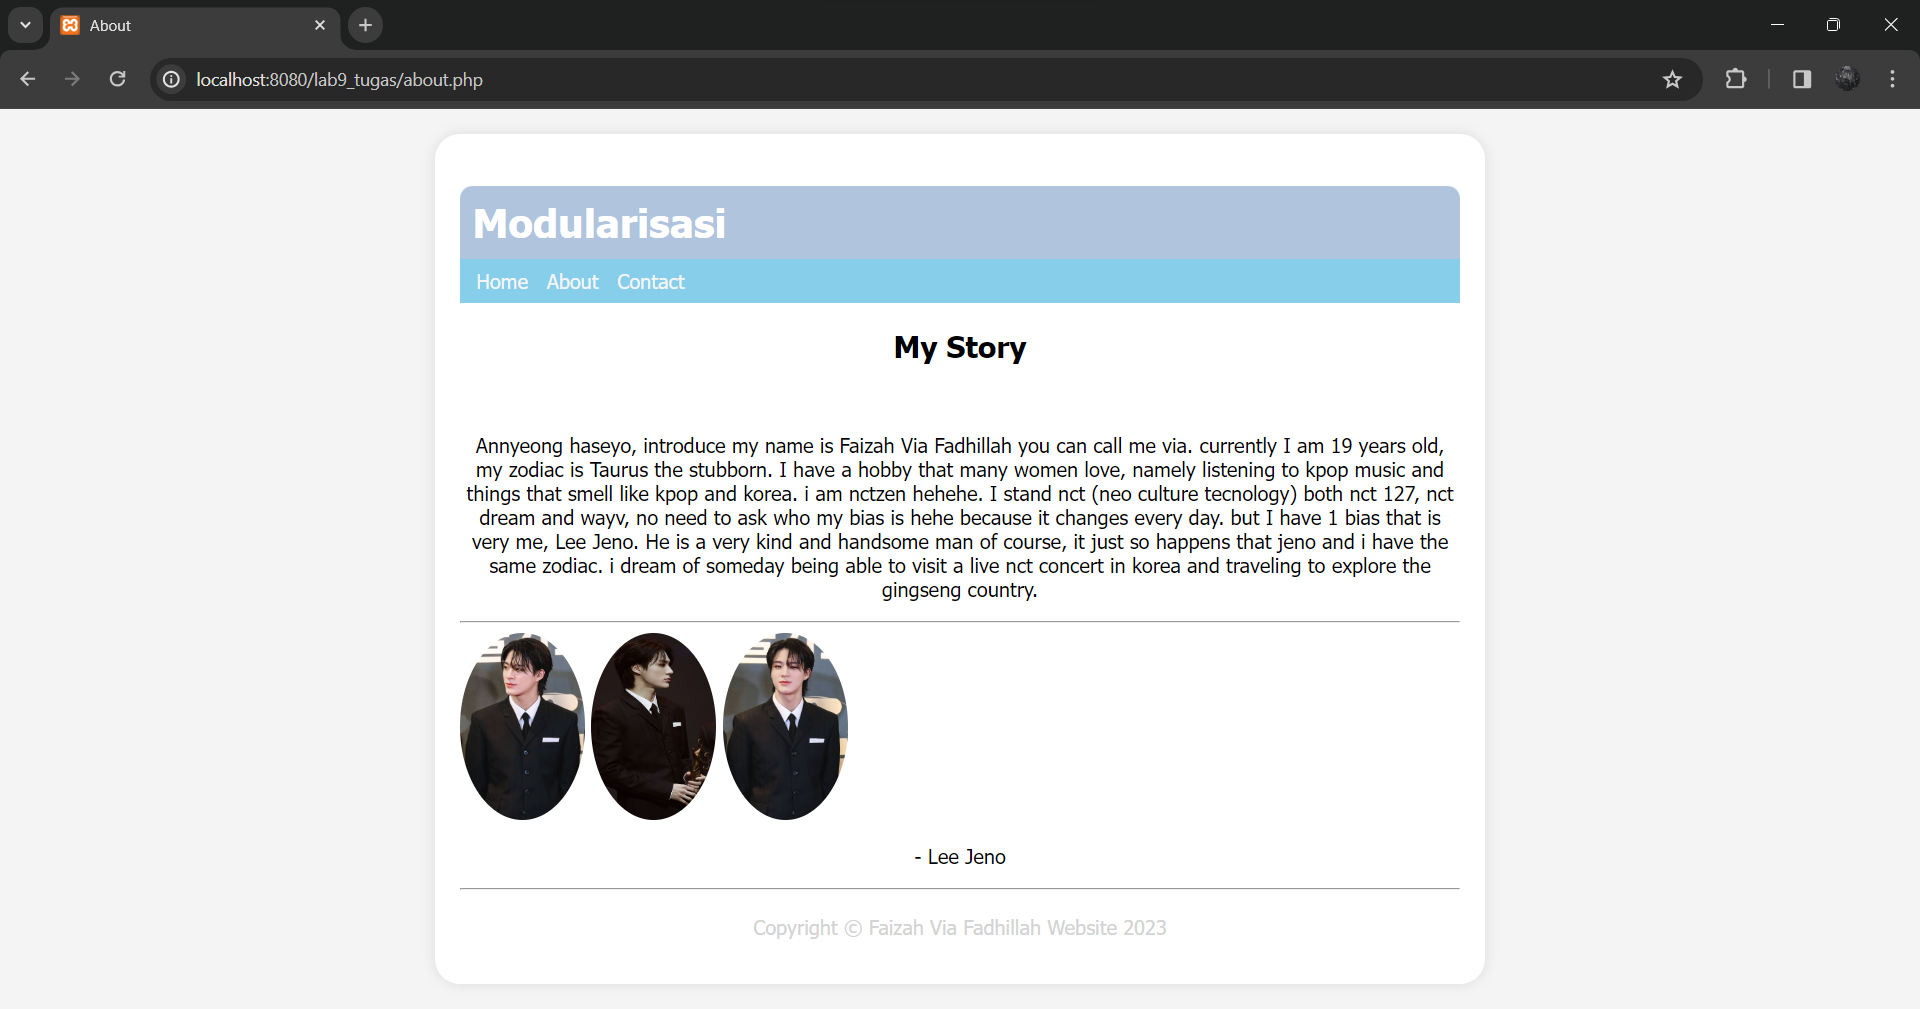 About
localhost:8080/lab9_tugas/about.php
Modularisasi
Home About Contact
My Story
Annyeong haseyo, introduce my name is Faizah Via Fadhillah you can call me via. currently I am 19 years old,
my zodiac is Taurus the stubborn. I have a hobby that many women love, namely listening to kpop music and
things that smell like kpop and korea. i am nctzen hehehe. I stand nct (neo culture tecnology) both nct 127, nct
dream and wayv, no need to ask who my bias is hehe because it changes every day. but I have 1 bias that is
very me, Lee Jeno. He is a very kind and handsome man of course, it just so happens that jeno and i have the
same zodiac. i dream of someday being able to visit a live nct concert in korea and traveling to explore the
gingseng country.
- Lee Jeno
Copyright © Faizah Via Fadhillah Website 2023